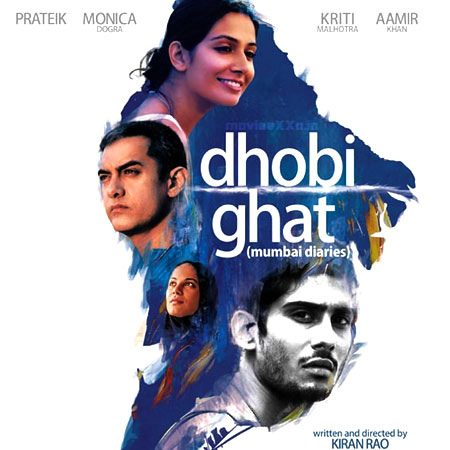 PRATEIK MONICA DOGRA KRITI MALHOTRA AAMIR KHAN
dhobi
ghat
(mumbai diaries)
written and directed by
KIRAN RAO